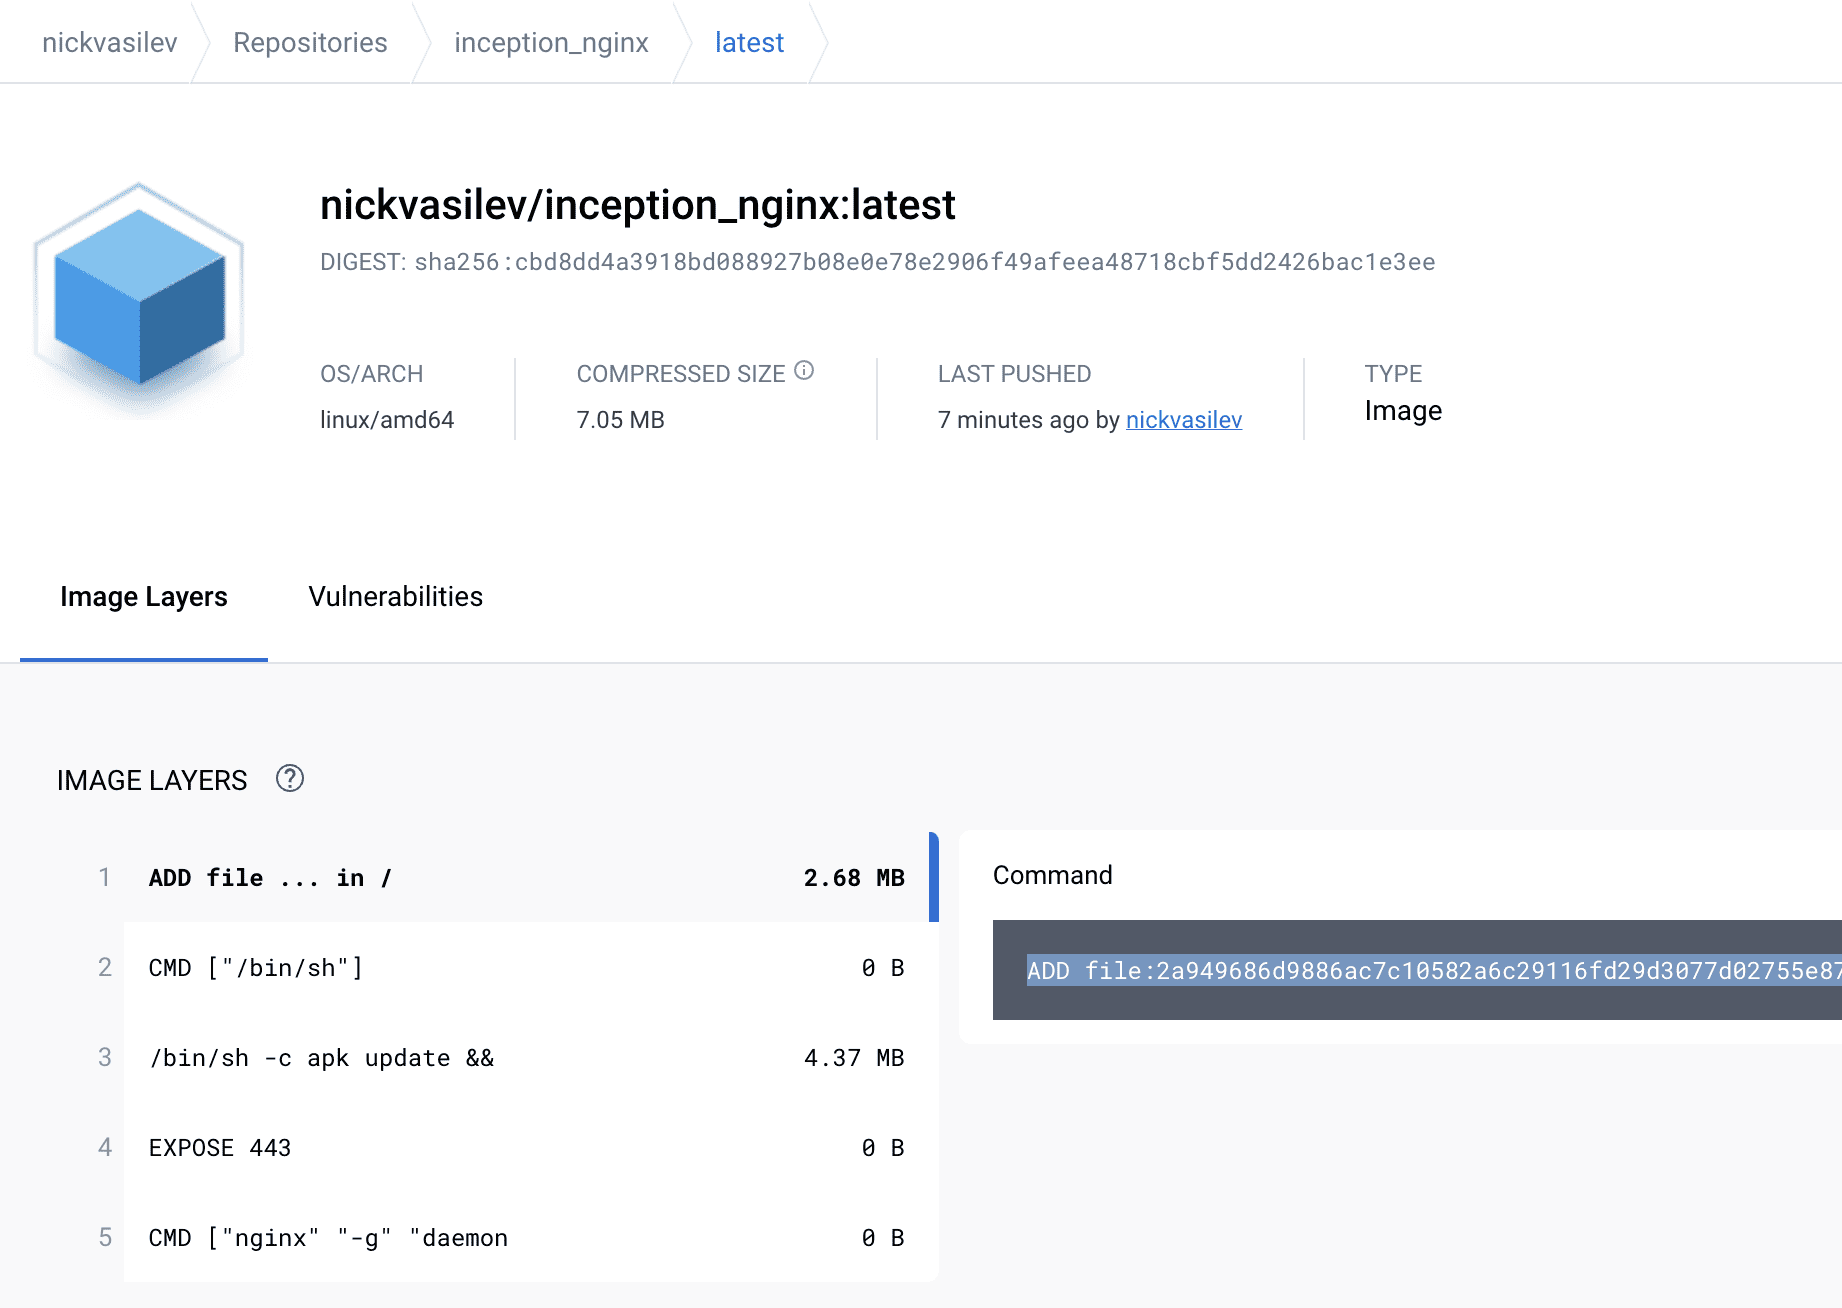 nickvasilev Repositories inception_nginx latest
nickvasilev/inception_nginx:latest
DIGEST: sha256:cbd8dd4a3918bd088927b08e0e78e2906f49afeea48718cbf5dd2426bac1e3ee
OS/ARCH COMPRESSED SIZE LAST PUSHED TYPE
linux/amd64 7.05 MB 7 minutes ago by nickvasilev Image
Image Layers Vulnerabilities
IMAGE LAYERS
1 ADD file ... in / 2.68 MB
2 CMD ["/bin/sh"] 0 B
3 /bin/sh -c apk update && 4.37 MB
4 EXPOSE 443 0 B
5 CMD ["nginx" "-g" "daemon 0 B
Command
ADD file:2a949686d9886ac7c10582a6c29116fd29d3077d02755e87